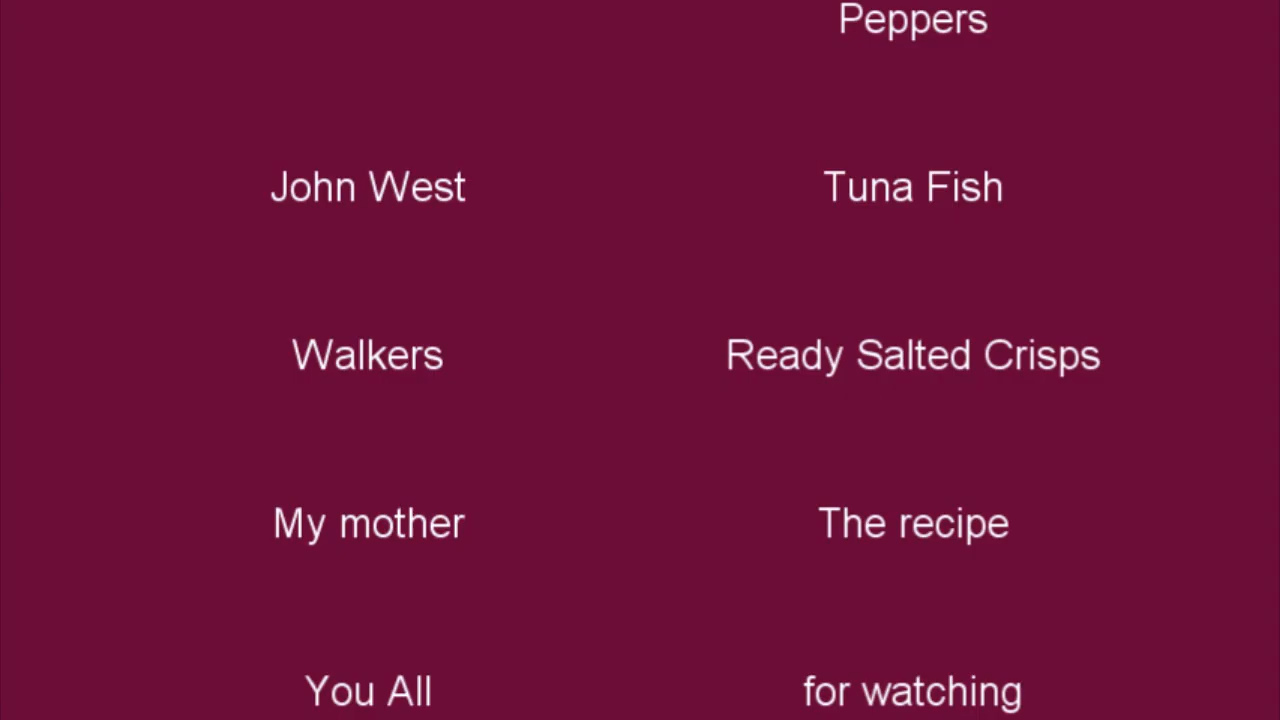 Peppers
John West Tuna Fish
Walkers Ready Salted Crisps
My mother The recipe
You All for watching